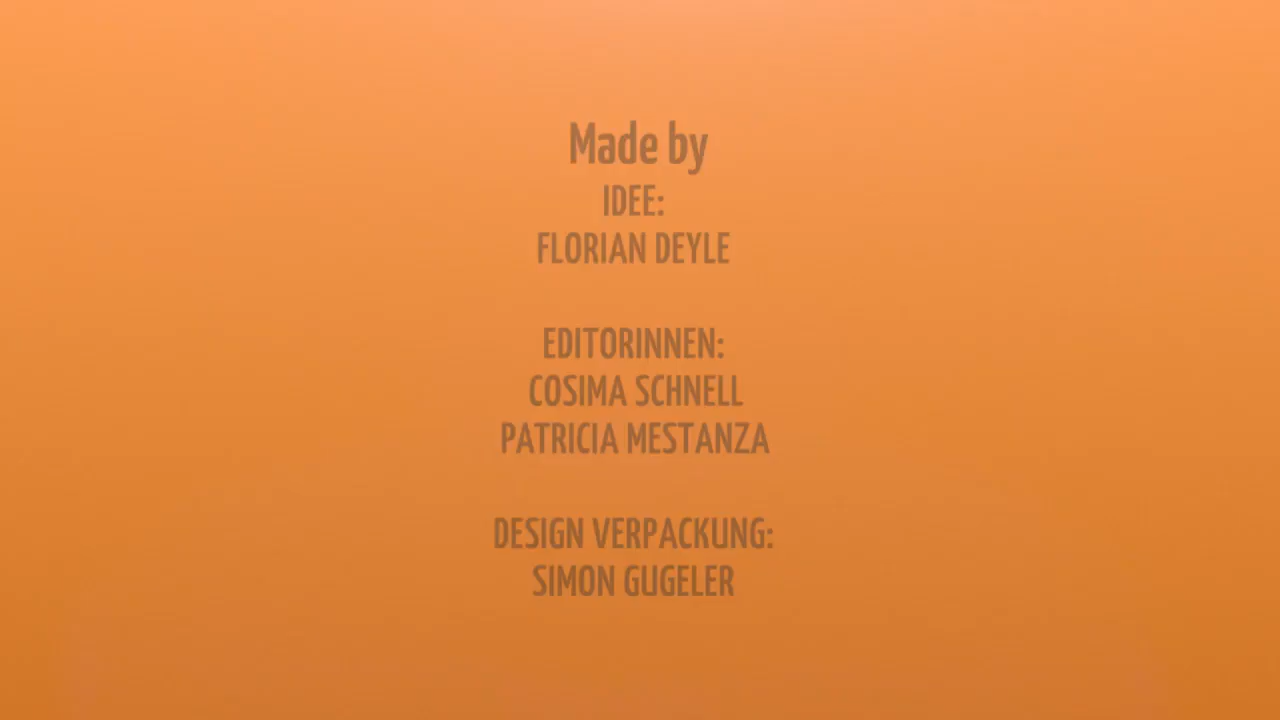 Made by
IDEE:
FLORIAN DEYLE
EDITORINNEN:
COSIMA SCHNELL
PATRICIA MESTANZA
DESIGN VERPACKUNG:
SIMON GUGELER